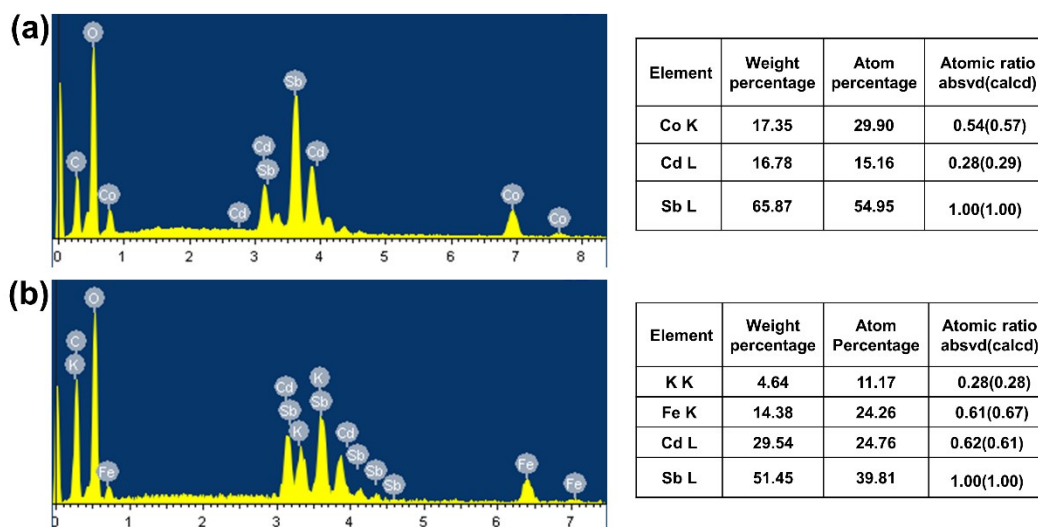 (a)
O
Sb
Cd
Cd
C
Sb
Co
Co
Cd
Co
0 1 2 3 4 5 6 7 8
Element Weight percentage Atom percentage Atomic ratio absvd(calcd)
Co K 17.35 29.90 0.54(0.57)
Cd L 16.78 15.16 0.28(0.29)
Sb L 65.87 54.95 1.00(1.00)
(b)
O
C
K
Cd
K
Sb
Sb
K
Cd
Sb
Fe
Sb
Sb
Fe
Fe
0 1 2 3 4 5 6 7
Element Weight percentage Atom Percentage Atomic ratio absvd(calcd)
K K 4.64 11.17 0.28(0.28)
Fe K 14.38 24.26 0.61(0.67)
Cd L 29.54 24.76 0.62(0.61)
Sb L 51.45 39.81 1.00(1.00)